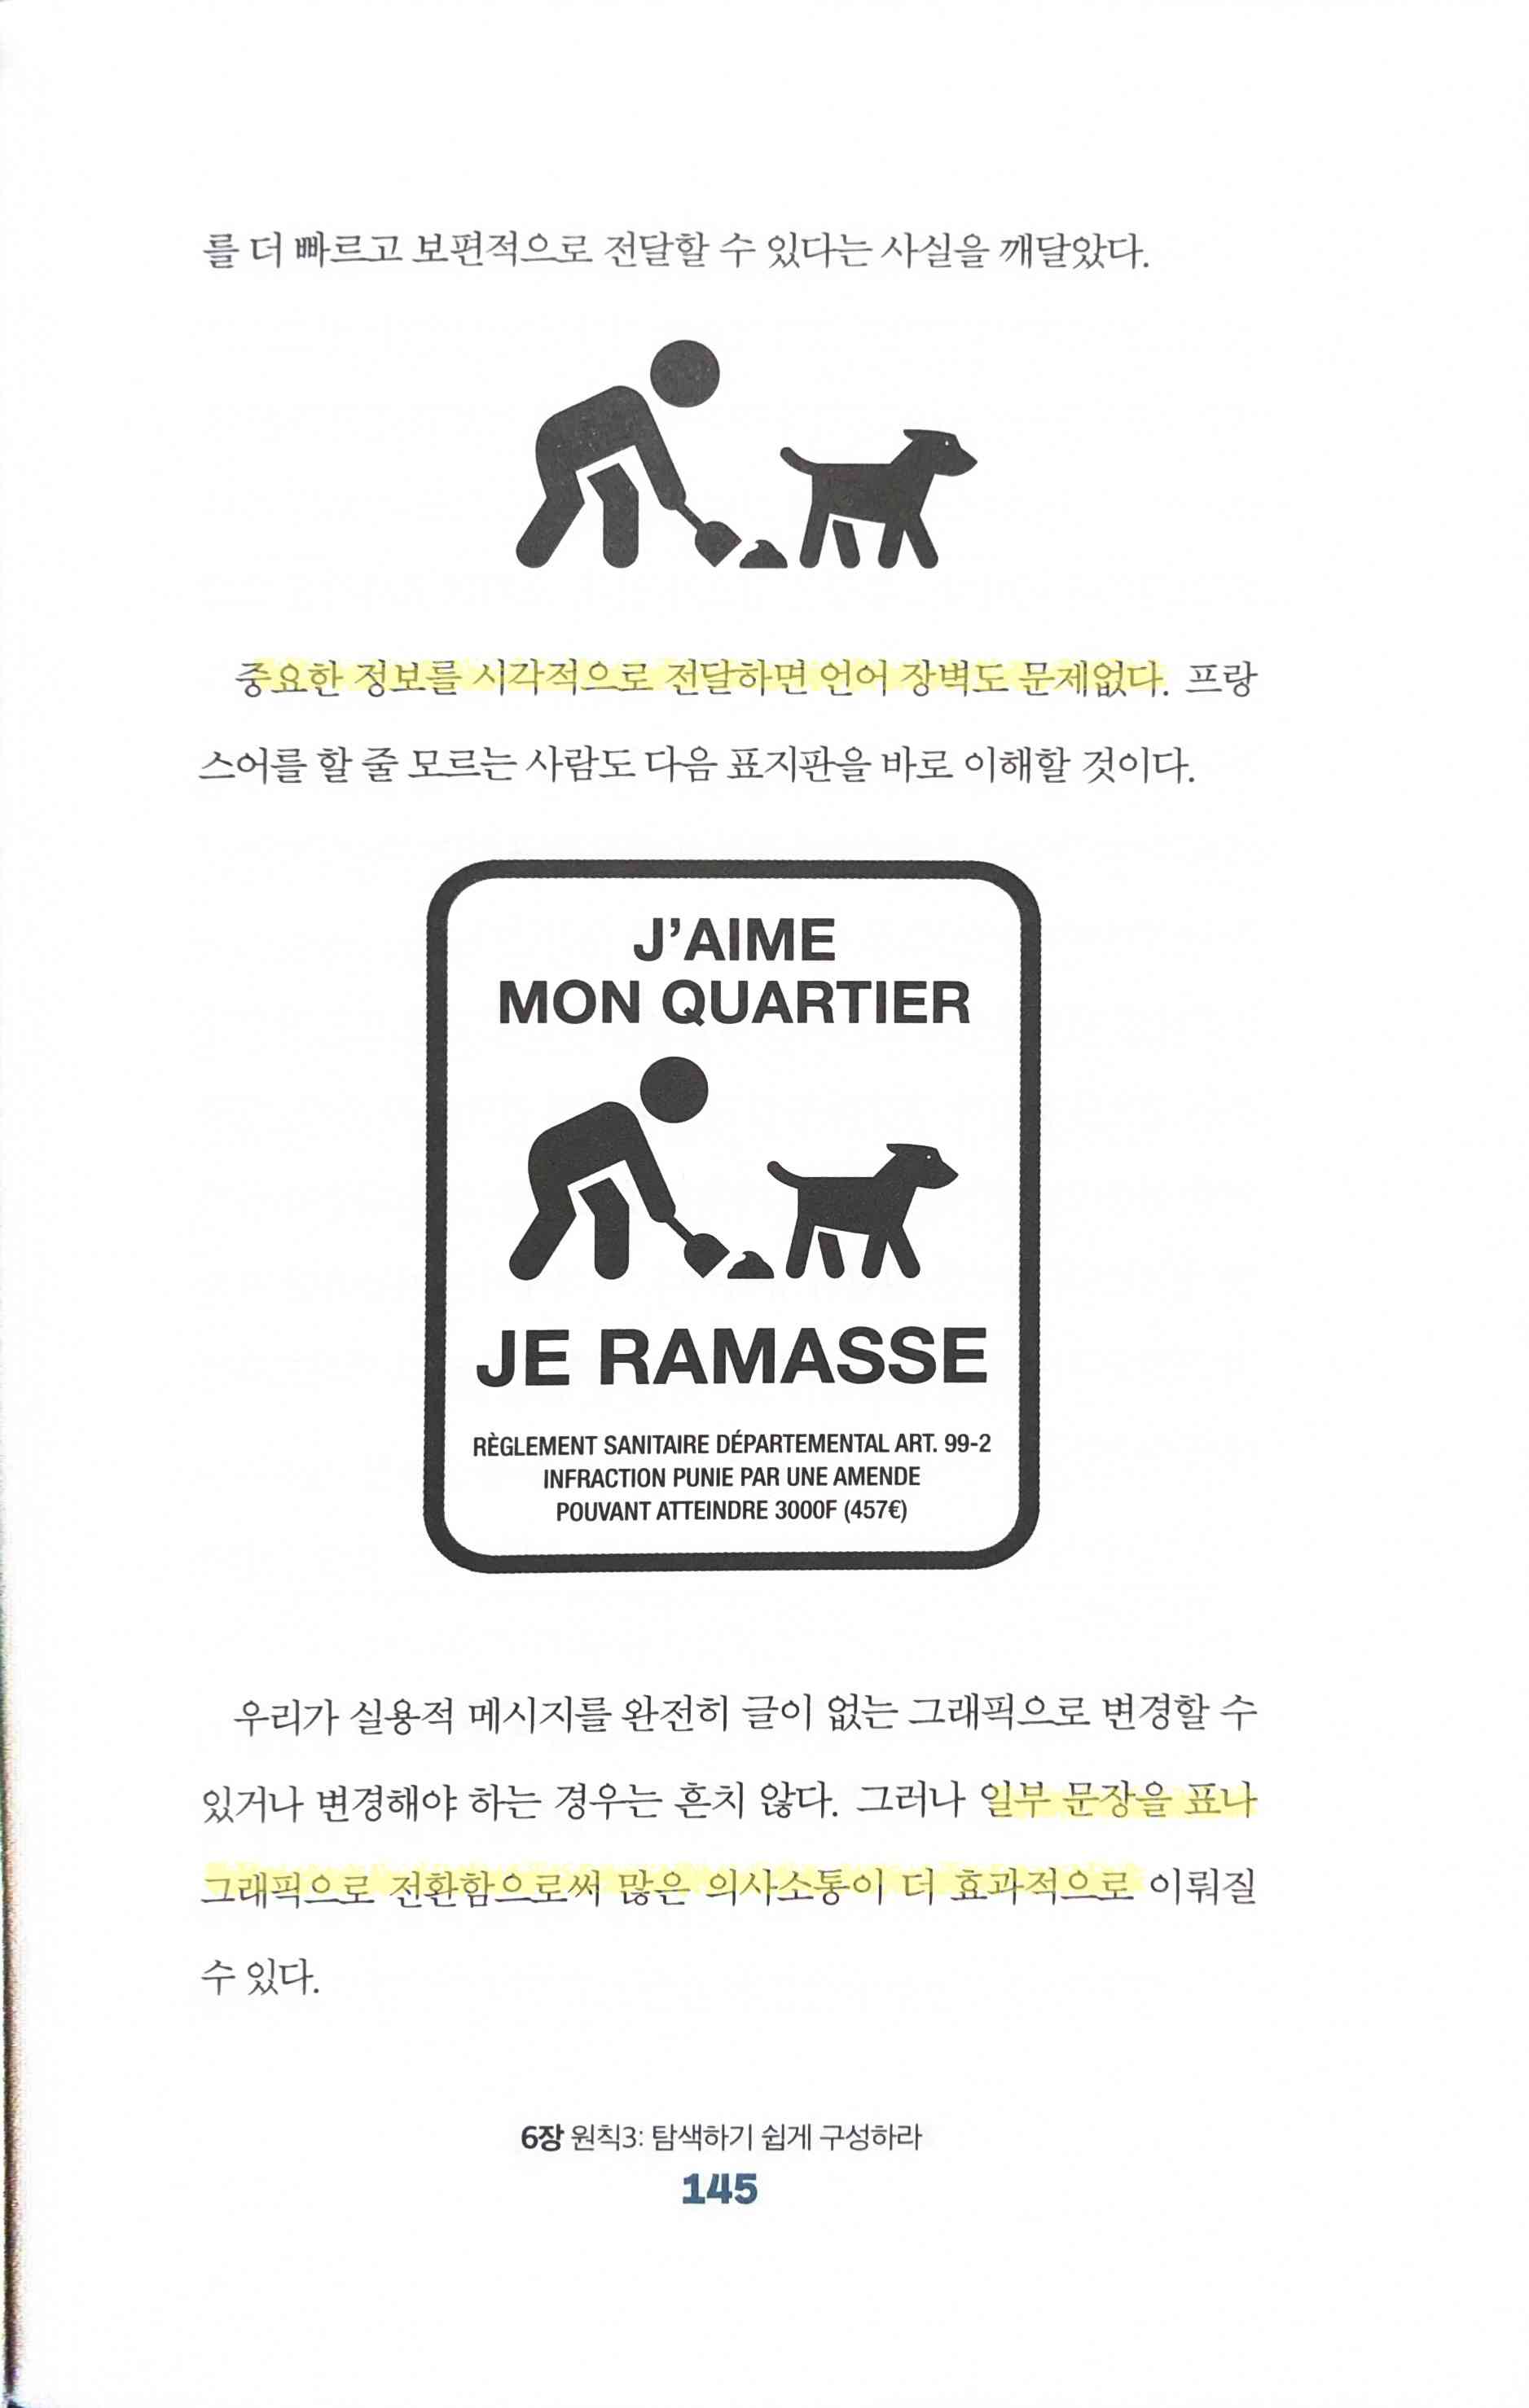 를 더 빠르고 보편적으로 전달할 수 있다는 사실을 깨달았다.
중요한 정보를 시각적으로 전달하면 언어 장벽도 문제없다. 프랑
스어를 할 줄 모르는 사람도 다음 표지판을 바로 이해할 것이다.
J'AIME
MON QUARTIER
JE RAMASSE
RÈGLEMENT SANITAIRE DÉPARTEMENTAL ART. 99-2
INFRACTION PUNIE PAR UNE AMENDE
POUVANT ATTEINDRE 3000F (457€)
우리가 실용적 메시지를 완전히 글이 없는 그래픽으로 변경할 수
있거나 변경해야 하는 경우는 흔치 않다. 그러나 일부 문장을 표나
그래픽으로 전환함으로써 많은 의사소통이 더 효과적으로 이뤄질
수 있다.
6장 원칙3: 탐색하기 쉽게 구성하라
145